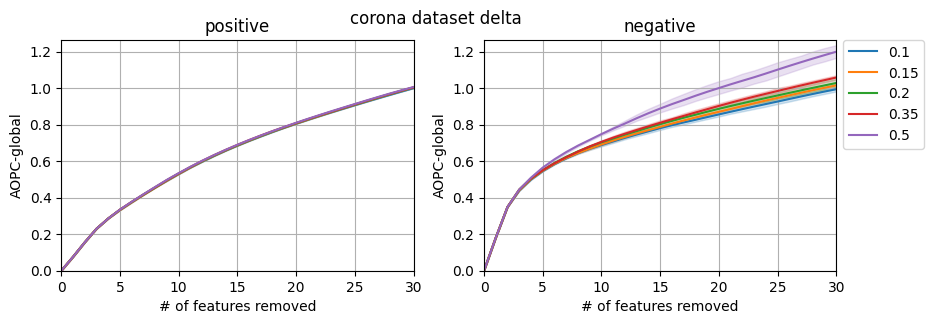 corona dataset delta
positive
negative
AOPC-global
1.2
1.0
0.8
0.6
0.4
0.2
0.0
0 5 10 15 20 25 30
# of features removed
AOPC-global
1.2
1.0
0.8
0.6
0.4
0.2
0.0
0 5 10 15 20 25 30
# of features removed
0.1
0.15
0.2
0.35
0.5